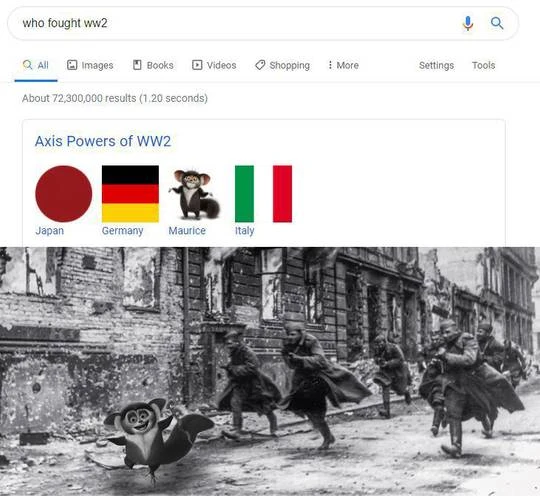 who fought ww2
All Images Books Videos Shopping More Settings Tools
About 72,300,000 results (1.20 seconds)
Axis Powers of WW2
Japan Germany Maurice Italy